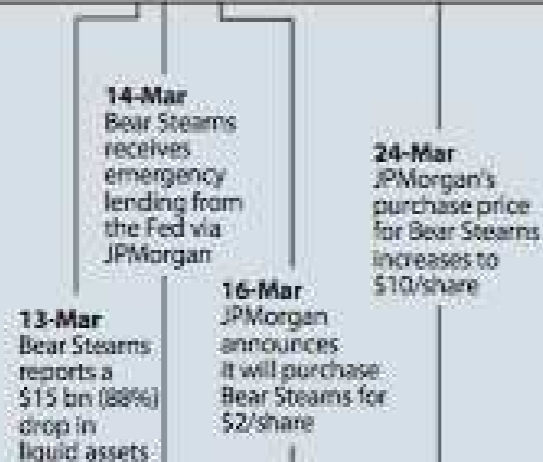 14-Mar
Bear Stearns
receives
emergency
lending from
the Fed via
JPMorgan
24-Mar
JPMorgan's
purchase price
for Bear Stearns
increases to
$10/share
16-Mar
JPMorgan
announces
it will purchase
Bear Stearns for
$2/share
13-Mar
Bear Stearns
reports a
$15 bn (88%)
drop in
liquid assets